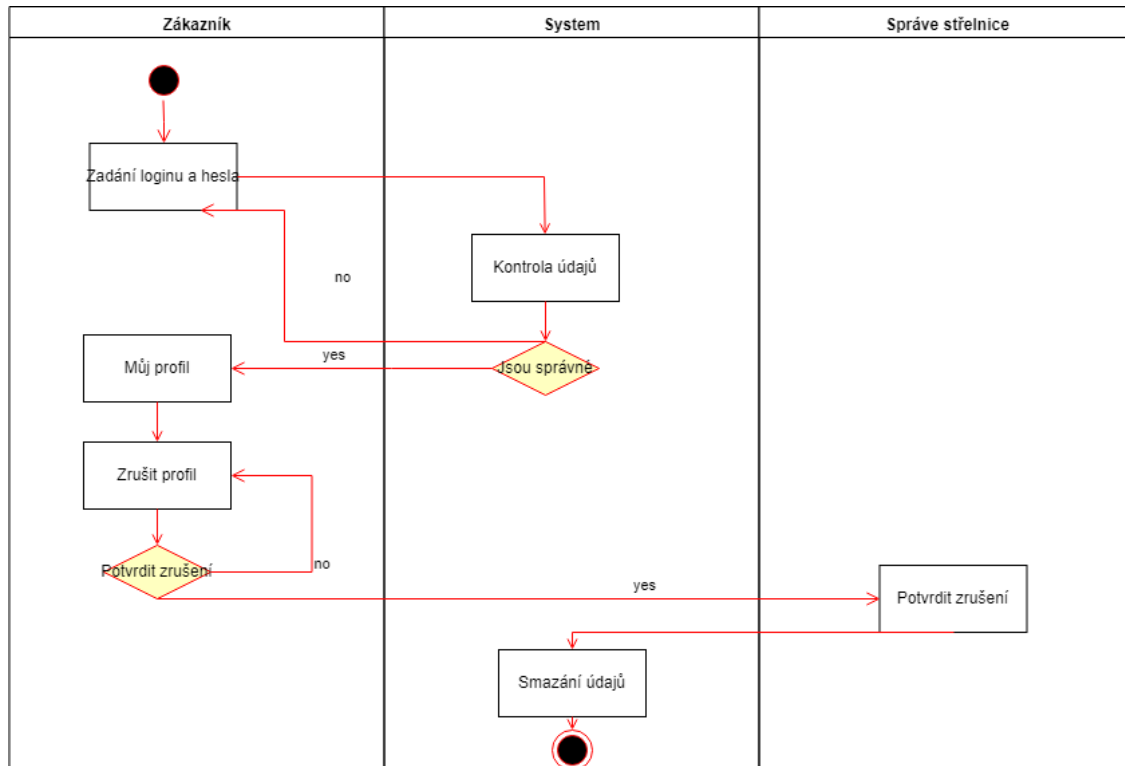 Zákazník
System
Správe střelnice
Zadání loginu a hesla
Kontrola údajů
no
yes
Jsou správné
Můj profil
Zrušit profil
Potvrdit zrušení
no
yes
Potvrdit zrušení
Smazání údajů